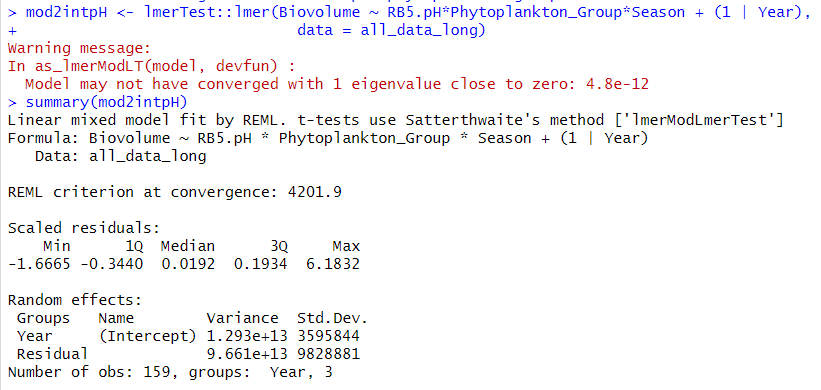 > mod2intpH <- lmerTest::lmer(Biovolume ~ RB5.pH*Phytoplankton_Group*Season + (1 | Year),
+                             data = all_data_long)
Warning message:
In as_lmerModLT(model, devfun) :
  Model may not have converged with 1 eigenvalue close to zero: 4.8e-12
> summary(mod2intpH)
Linear mixed model fit by REML. t-tests use Satterthwaite's method ['lmerModLmerTest']
Formula: Biovolume ~ RB5.pH * Phytoplankton_Group * Season + (1 | Year)
   Data: all_data_long

REML criterion at convergence: 4201.9

Scaled residuals:
    Min      1Q  Median      3Q     Max
-1.6665 -0.3440  0.0192  0.1934  6.1832

Random effects:
 Groups   Name        Variance  Std.Dev.
 Year     (Intercept) 1.293e+13 3595844
 Residual             9.661e+13 9828881
Number of obs: 159, groups:  Year, 3